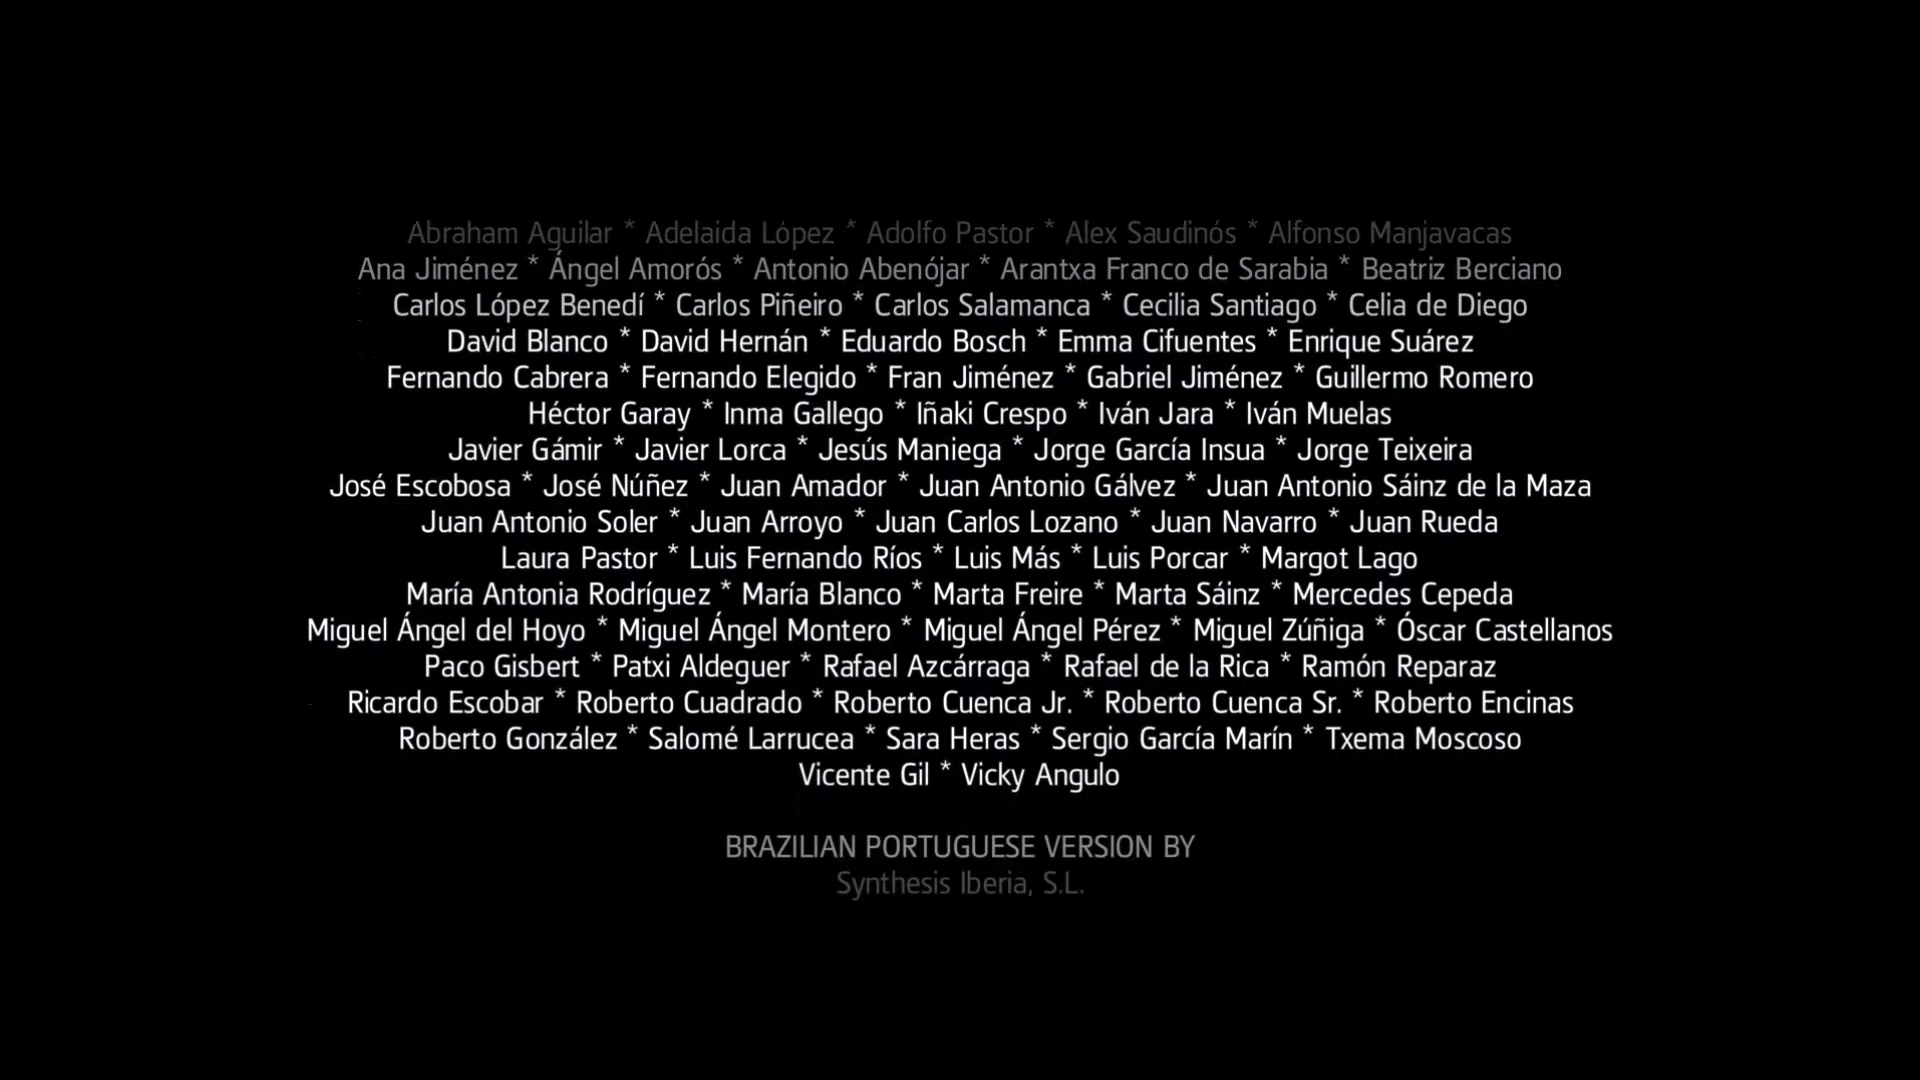 Abraham Aguilar * Adelaida López * Adolfo Pastor * Alex Saudinós * Alfonso Manjavacas
Ana Jiménez * Ángel Amorós * Antonio Abenójar * Arantxa Franco de Sarabia * Beatriz Berciano
Carlos López Benedí * Carlos Piñeiro * Carlos Salamanca * Cecilia Santiago * Celia de Diego
David Blanco * David Hernán * Eduardo Bosch * Emma Cifuentes * Enrique Suárez
Fernando Cabrera * Fernando Elegido * Fran Jiménez * Gabriel Jiménez * Guillermo Romero
Héctor Garay * Inma Gallego * Iñaki Crespo * Iván Jara * Iván Muelas
Javier Gámir * Javier Lorca * Jesús Maniega * Jorge García Insua * Jorge Teixeira
José Escobosa * José Núñez * Juan Amador * Juan Antonio Gálvez * Juan Antonio Sáinz de la Maza
Juan Antonio Soler * Juan Arroyo * Juan Carlos Lozano * Juan Navarro * Juan Rueda
Laura Pastor * Luis Fernando Ríos * Luis Más * Luis Porcar * Margot Lago
María Antonia Rodríguez * María Blanco * Marta Freire * Marta Sáinz * Mercedes Cepeda
Miguel Ángel del Hoyo * Miguel Ángel Montero * Miguel Ángel Pérez * Miguel Zúñiga * Óscar Castellanos
Paco Gisbert * Patxi Aldeguer * Rafael Azcárraga * Rafael de la Rica * Ramón Reparaz
Ricardo Escobar * Roberto Cuadrado * Roberto Cuenca Jr. * Roberto Cuenca Sr. * Roberto Encinas
Roberto González * Salomé Larrucea * Sara Heras * Sergio García Marín * Txema Moscoso
Vicente Gil * Vicky Angulo
BRAZILIAN PORTUGUESE VERSION BY
Synthesis Iberia, S.L.